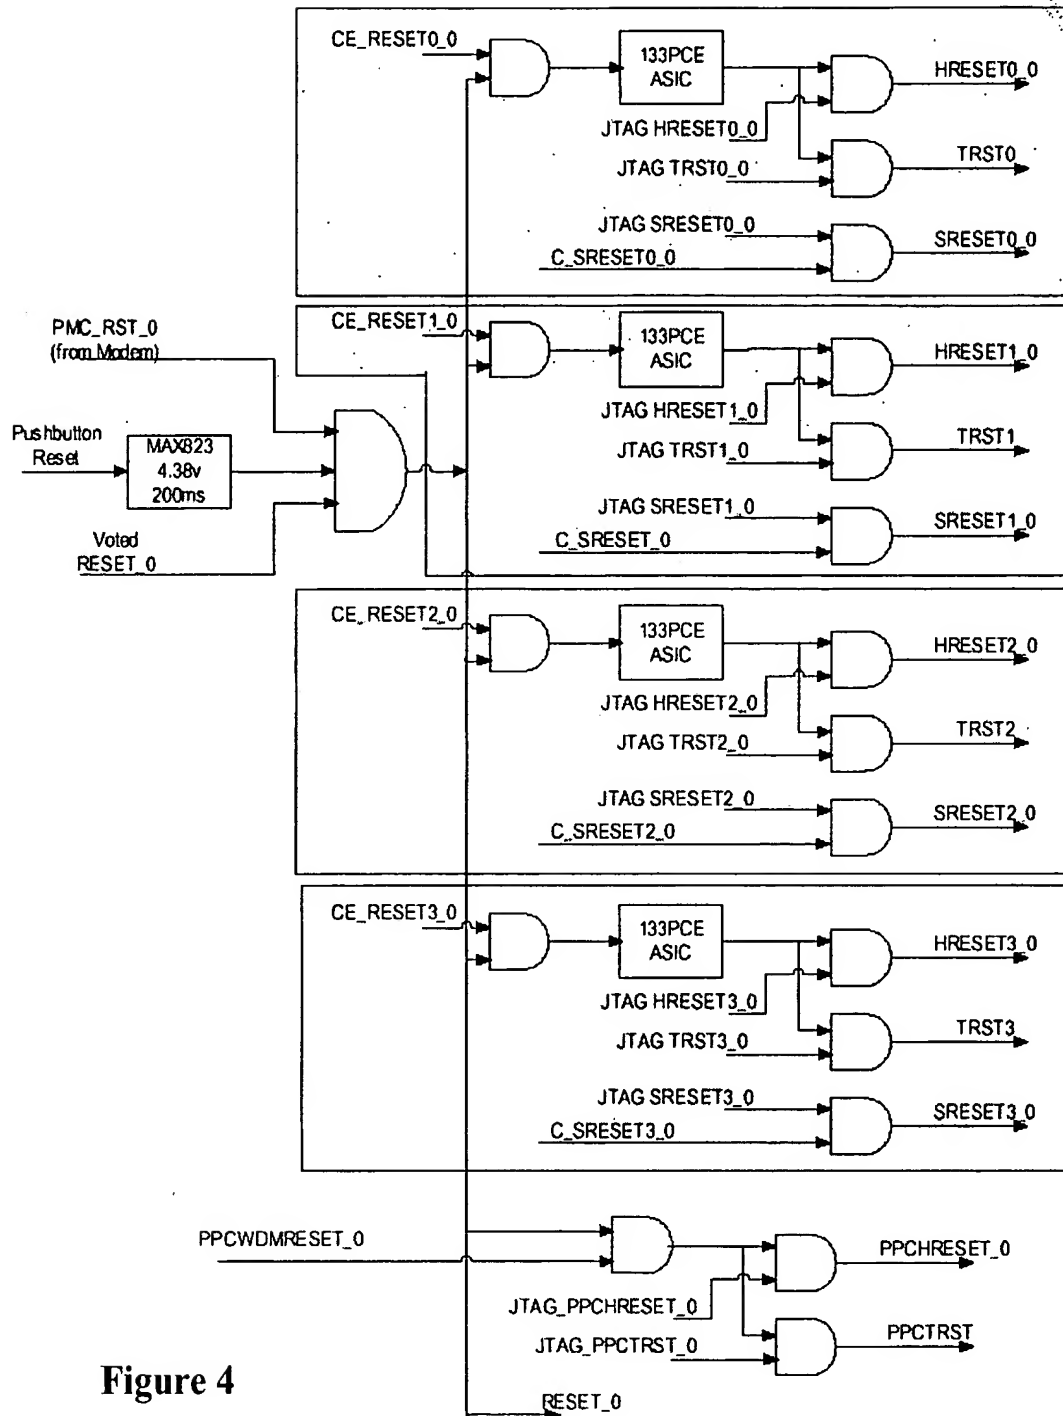 CE_RESET0_0
133PCE
ASIC
HRESET0_0
JTAG HRESET0_0
JTAG TRST0_0
TRST0
JTAG SRESET0_0
C_SRESET0_0
SRESET0_0
PMC_RST_0
(from Modem)
Pushbutton
Reset
MAX823
4.38v
200ms
Voted
RESET_0
CE_RESET1_0
133PCE
ASIC
HRESET1_0
JTAG HRESET1_0
JTAG TRST1_0
TRST1
JTAG SRESET1_0
C_SRESET_0
SRESET1_0
CE_RESET2_0
133PCE
ASIC
HRESET2_0
JTAG HRESET2_0
JTAG TRST2_0
TRST2
JTAG SRESET2_0
C_SRESET2_0
SRESET2_0
CE_RESET3_0
133PCE
ASIC
HRESET3_0
JTAG HRESET3_0
JTAG TRST3_0
TRST3
JTAG SRESET3_0
C_SRESET3_0
SRESET3_0
PPCWDMRESET_0
PPCHRESET_0
JTAG_PPCHRESET_0
JTAG_PPCTRST_0
PPCTRST
RESET_0
Figure 4